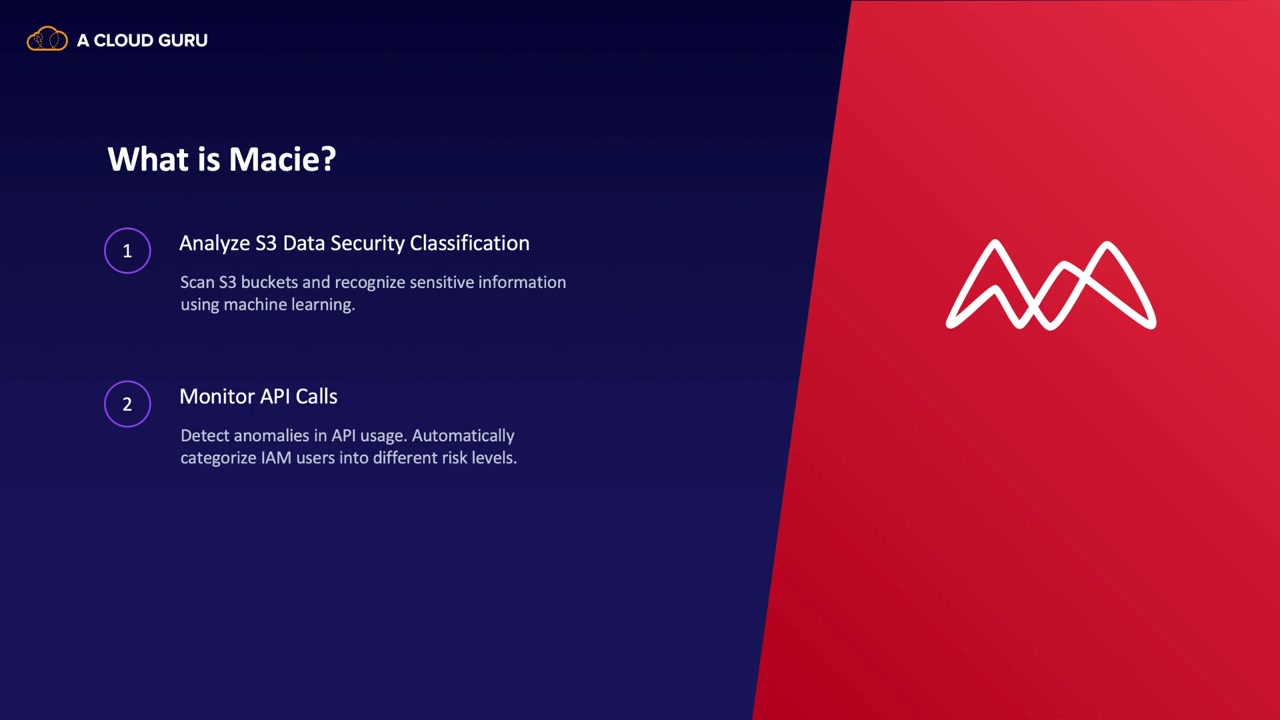 A CLOUD GURU
What is Macie?
1
Analyze S3 Data Security Classification
Scan S3 buckets and recognize sensitive information
using machine learning.
2
Monitor API Calls
Detect anomalies in API usage. Automatically
categorize IAM users into different risk levels.